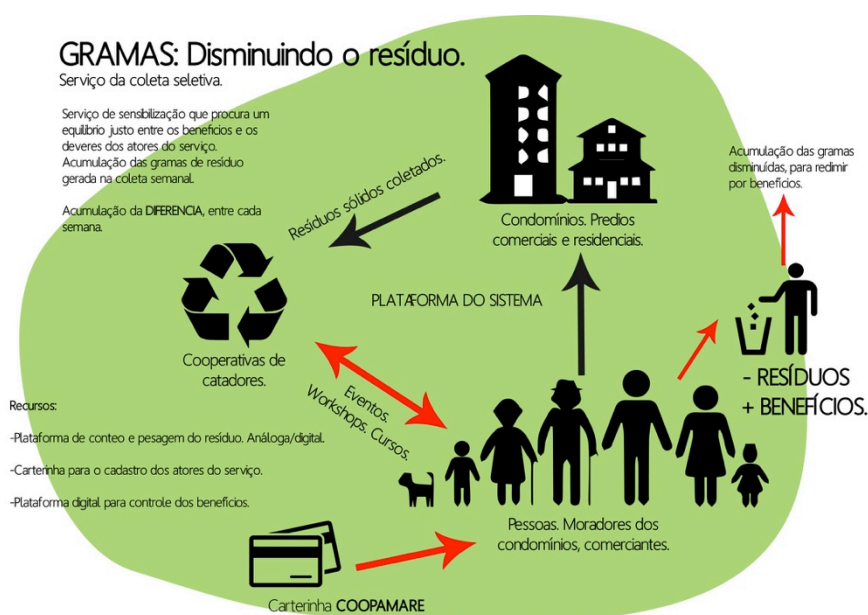 GRAMAS: Disminuindo o resíduo.
Serviço da coleta seletiva.
Serviço de sensibilização que procura um
equilíbrio justo entre os beneficios e os
deveres dos atores do serviço.
Acumulação das gramas de resíduo
gerada na coleta semanal.
Acumulação da DIFERENCIA, entre cada
semana.
Resíduos sólidos coletados.
Condomínios. Predios
comerciais e residenciais.
Acumulação das gramas
disminuídas, para redimir
por benefícios.
PLATAFORMA DO SISTEMA
Cooperativas de
catadores.
Eventos.
Workshops. Cursos.
- RESÍDUOS
+ BENEFÍCIOS.
Recursos:
-Plataforma de conteo e pesagem do resíduo. Análoga/digital.
-Carterinha para o cadastro dos atores do serviço.
-Plataforma digital para controle dos benefícios.
Pessoas. Moradores dos
condomínios, comerciantes.
Carterinha COOPAMARE